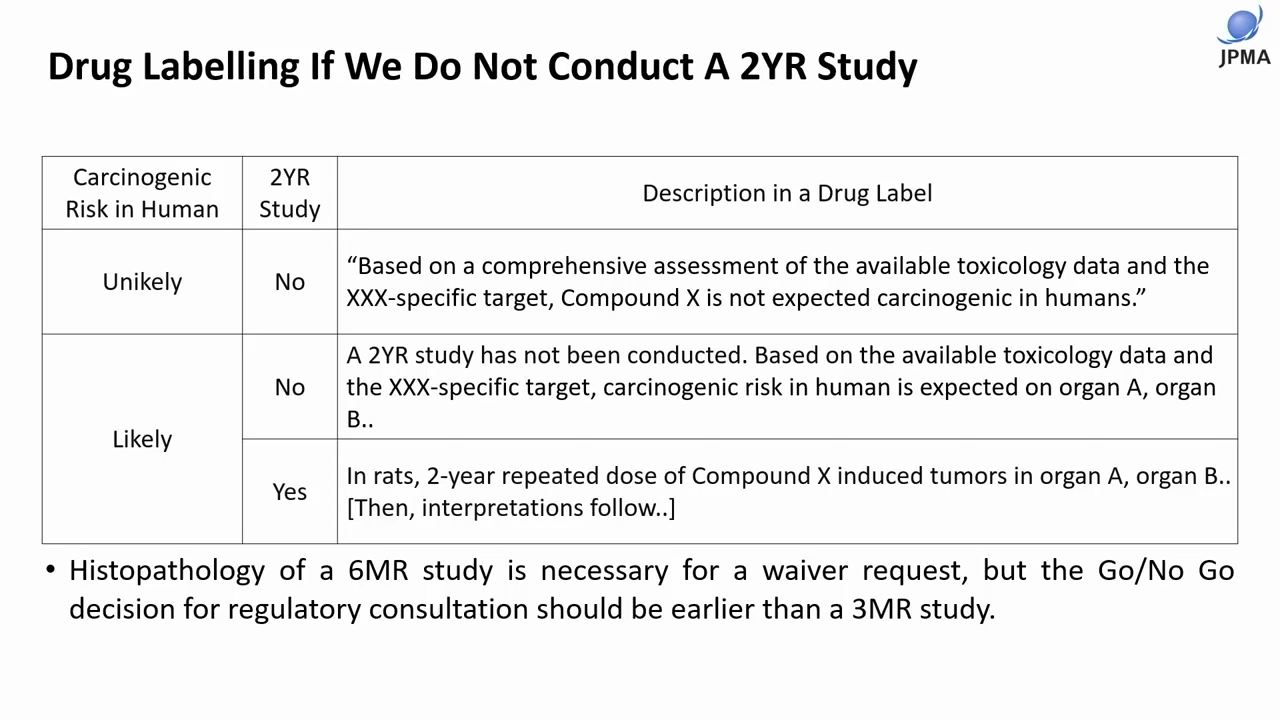 Drug Labelling If We Do Not Conduct A 2YR Study
JPMA
Carcinogenic
Risk in Human
2YR
Study
Description in a Drug Label
Unikely
No
“Based on a comprehensive assessment of the available toxicology data and the
XXX-specific target, Compound X is not expected carcinogenic in humans.”
Likely
No
A 2YR study has not been conducted. Based on the available toxicology data and
the XXX-specific target, carcinogenic risk in human is expected on organ A, organ
B..
Yes
In rats, 2-year repeated dose of Compound X induced tumors in organ A, organ B..
[Then, interpretations follow..]
• Histopathology of a 6MR study is necessary for a waiver request, but the Go/No Go
decision for regulatory consultation should be earlier than a 3MR study.